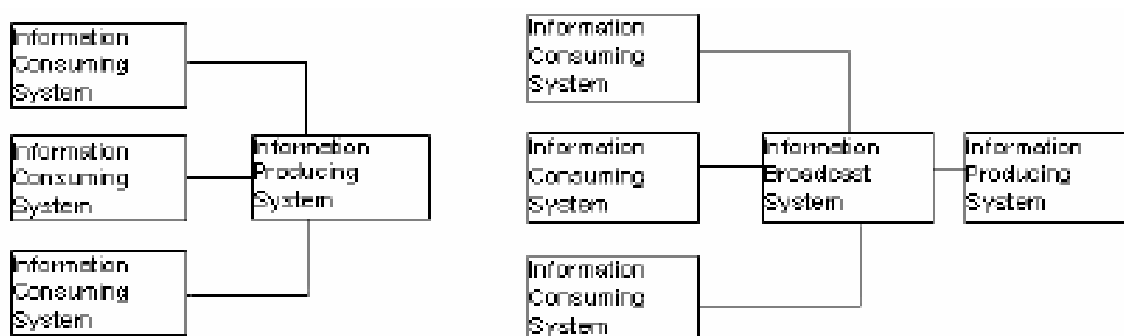 Information
Consuming
System
Information
Consuming
System
Information
Consuming
System
Information
Producing
System
Information
Consuming
System
Information
Consuming
System
Information
Consuming
System
Information
Broadcast
System
Information
Producing
System